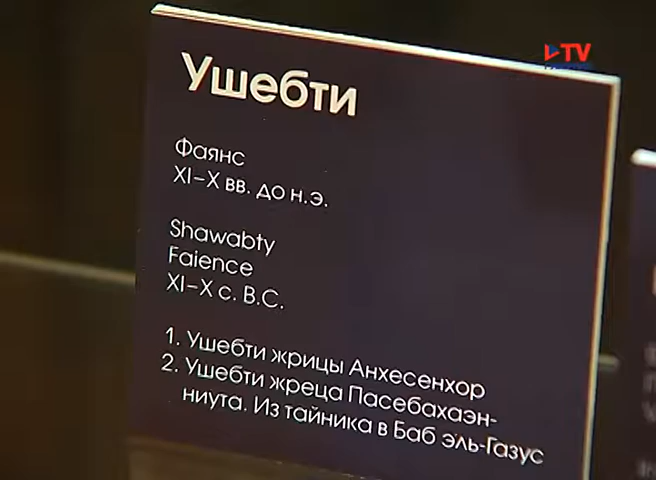 TV
Ушебти
Фаянс
XI–X вв. до н.э.
Shawabty
Faience
XI–X c. B.C.
1. Ушебти жрицы Анхесенхор
2. Ушебти жреца Пасебахаэн-
ниута. Из тайника в Баб эль-Газус